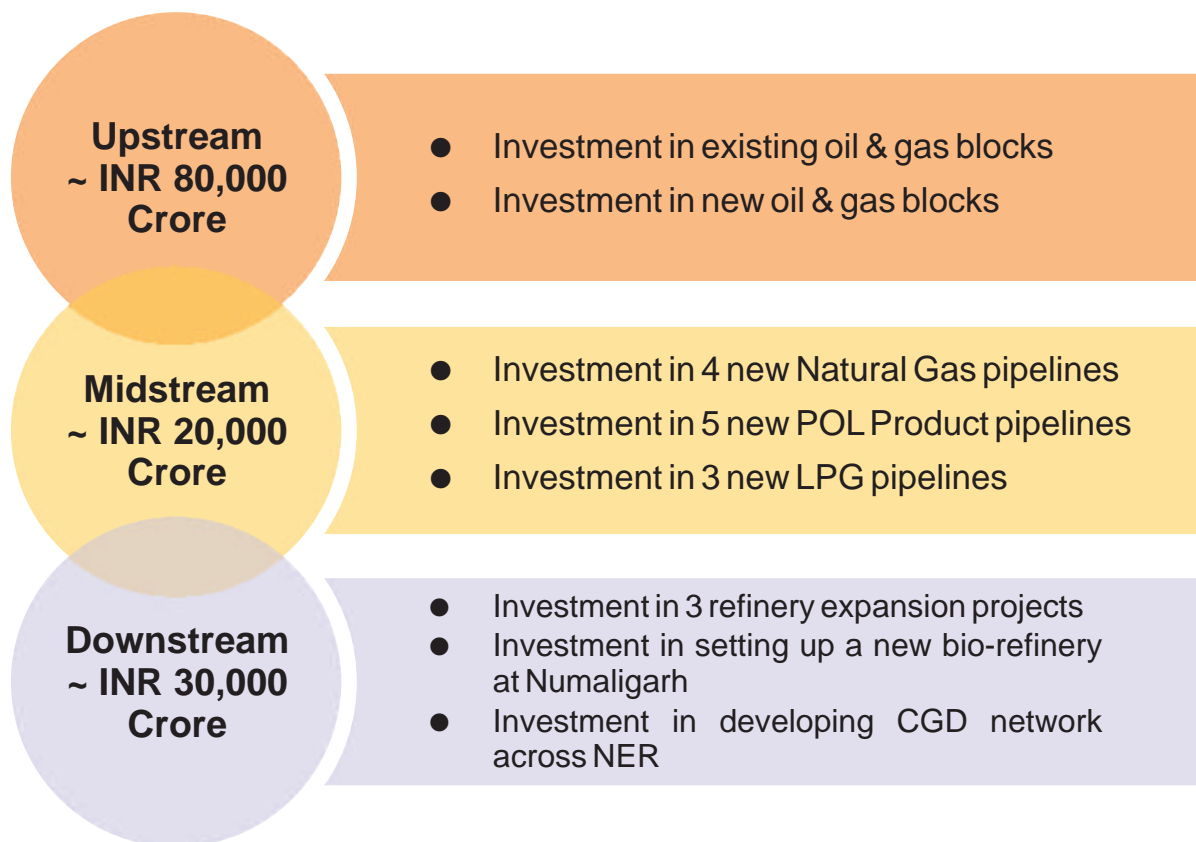 Upstream
~ INR 80,000
Crore
● Investment in existing oil & gas blocks
● Investment in new oil & gas blocks
Midstream
~ INR 20,000
Crore
● Investment in 4 new Natural Gas pipelines
● Investment in 5 new POL Product pipelines
● Investment in 3 new LPG pipelines
Downstream
~ INR 30,000
Crore
● Investment in 3 refinery expansion projects
● Investment in setting up a new bio-refinery
at Numaligarh
● Investment in developing CGD network
across NER